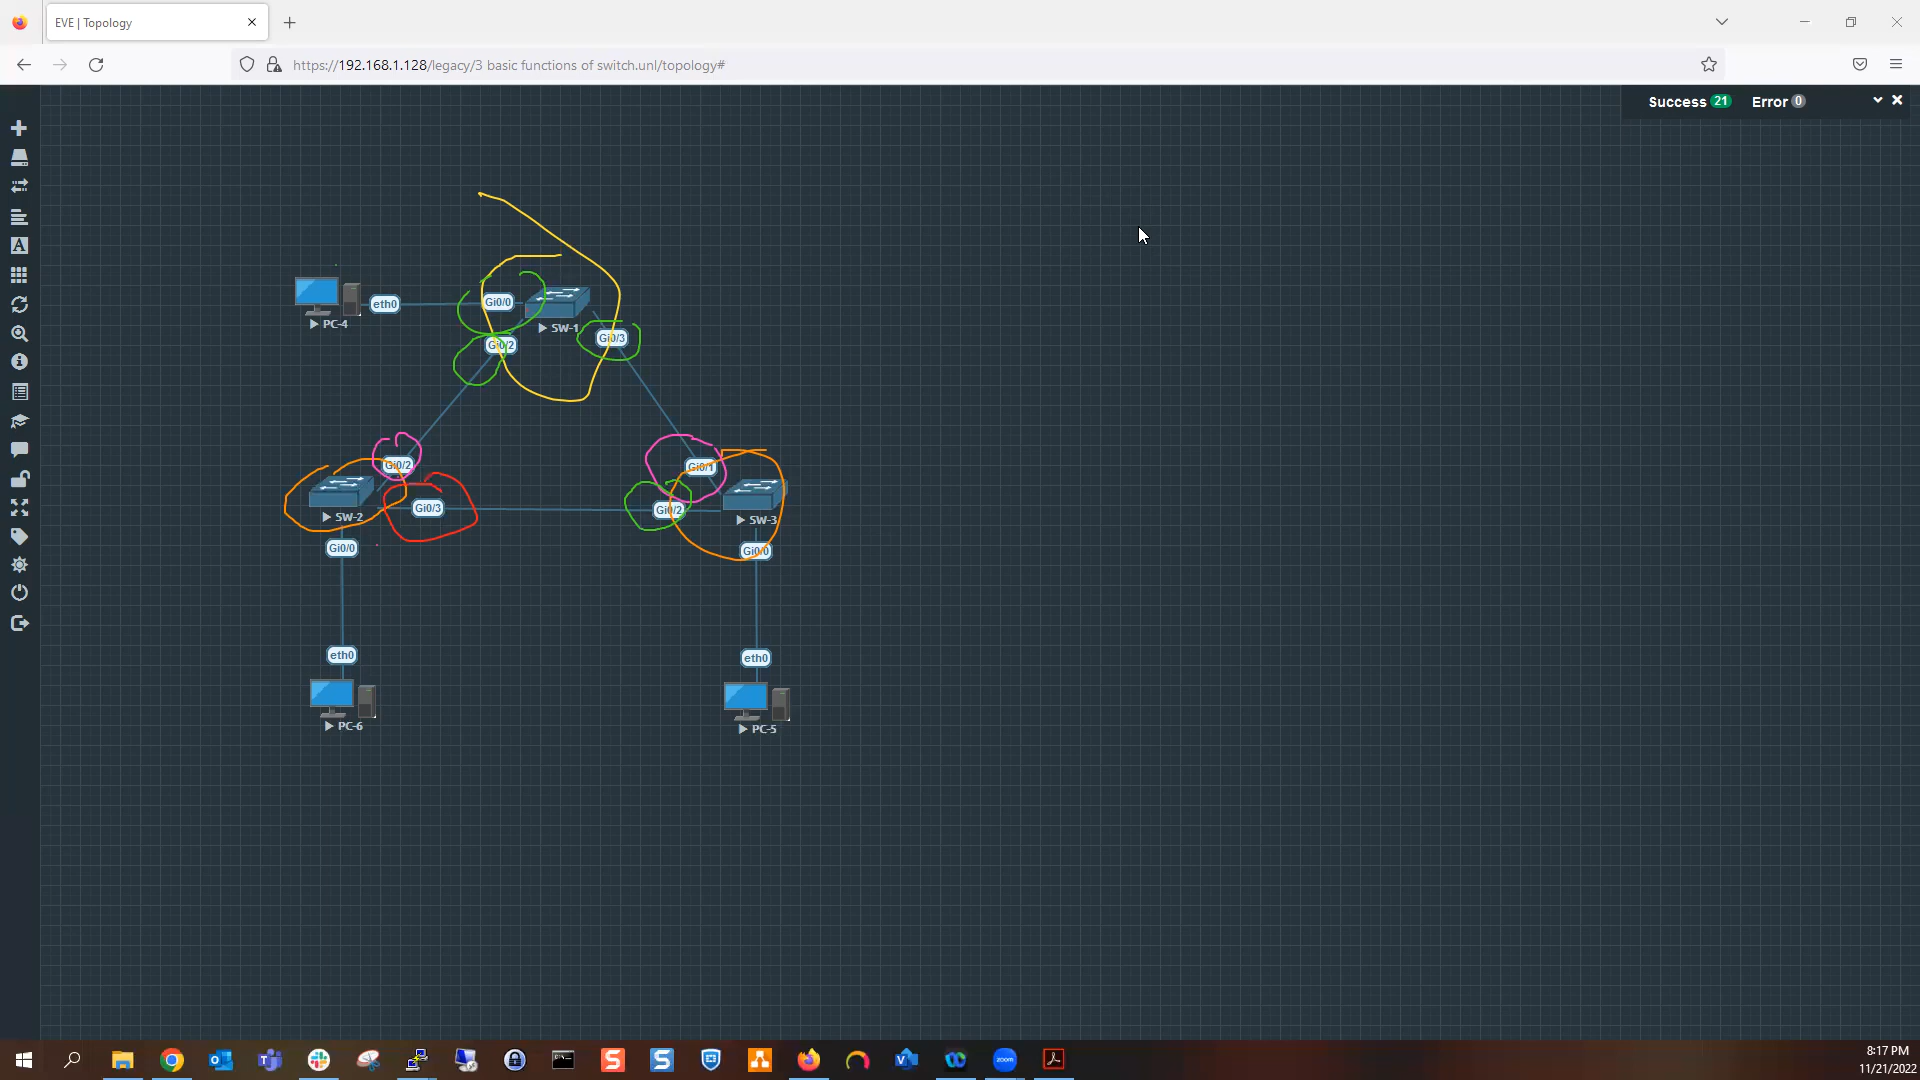 EVE | Topology
https://192.168.1.128/legacy/3 basic functions of switch.unl/topology#
Success 21 Error 0
eth0
Gi0/0
PC-4
SW-1
Gi0/2
Gi0/3
Gi0/2
Gi0/1
SW-2
Gi0/3
Gi0/2
SW-3
Gi0/0
Gi0/0
eth0
eth0
PC-6
PC-5
zoom
8:17 PM
11/21/2022